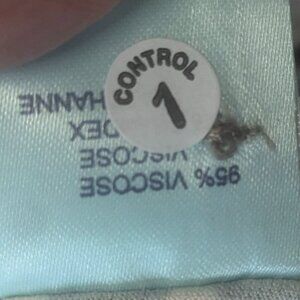 CONTROL
1
95% VISCOSE
VISCOSE
DEX
HANNE